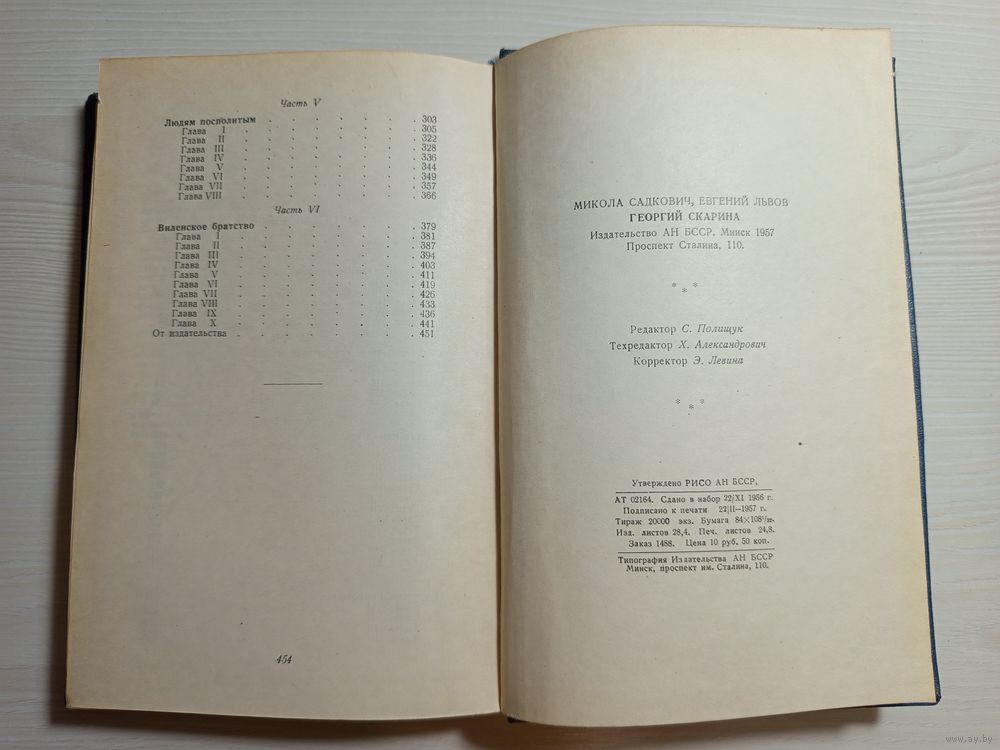 Часть V
Людям посполитым . . . . . . . 303
Глава I . . . . . . . . 305
Глава II . . . . . . . . 322
Глава III . . . . . . . . 328
Глава IV . . . . . . . . 336
Глава V . . . . . . . . 344
Глава VI . . . . . . . . 349
Глава VII . . . . . . . . 357
Глава VIII . . . . . . . . 366
Часть VI
Виленское братство . . . . . . . 379
Глава I . . . . . . . . 381
Глава II . . . . . . . . 387
Глава III . . . . . . . . 394
Глава IV . . . . . . . . 403
Глава V . . . . . . . . 411
Глава VI . . . . . . . . 419
Глава VII . . . . . . . . 426
Глава VIII . . . . . . . . 433
Глава IX . . . . . . . . 436
Глава X . . . . . . . . 441
От издательства . . . . . . . . 451
454
МИКОЛА САДКОВИЧ, ЕВГЕНИЙ ЛЬВОВ
ГЕОРГИЙ СКАРИНА
Издательство АН БССР. Минск 1957
Проспект Сталина, 110.
* * *
Редактор С. Полищук
Техредактор Х. Александрович
Корректор Э. Левина
* * *
Утверждено РИСО АН БССР.
АТ 02164. Сдано в набор 22/XI 1956 г.
Подписано к печати 22|II—1957 г.
Тираж 20000 экз. Бумага 84×108¹/₃₂.
Изд. листов 28,4. Печ. листов 24,8.
Заказ 1488. Цена 10 руб. 50 коп.
Типография Издательства АН БССР
Минск, проспект им. Сталина, 110.
www.ay.by